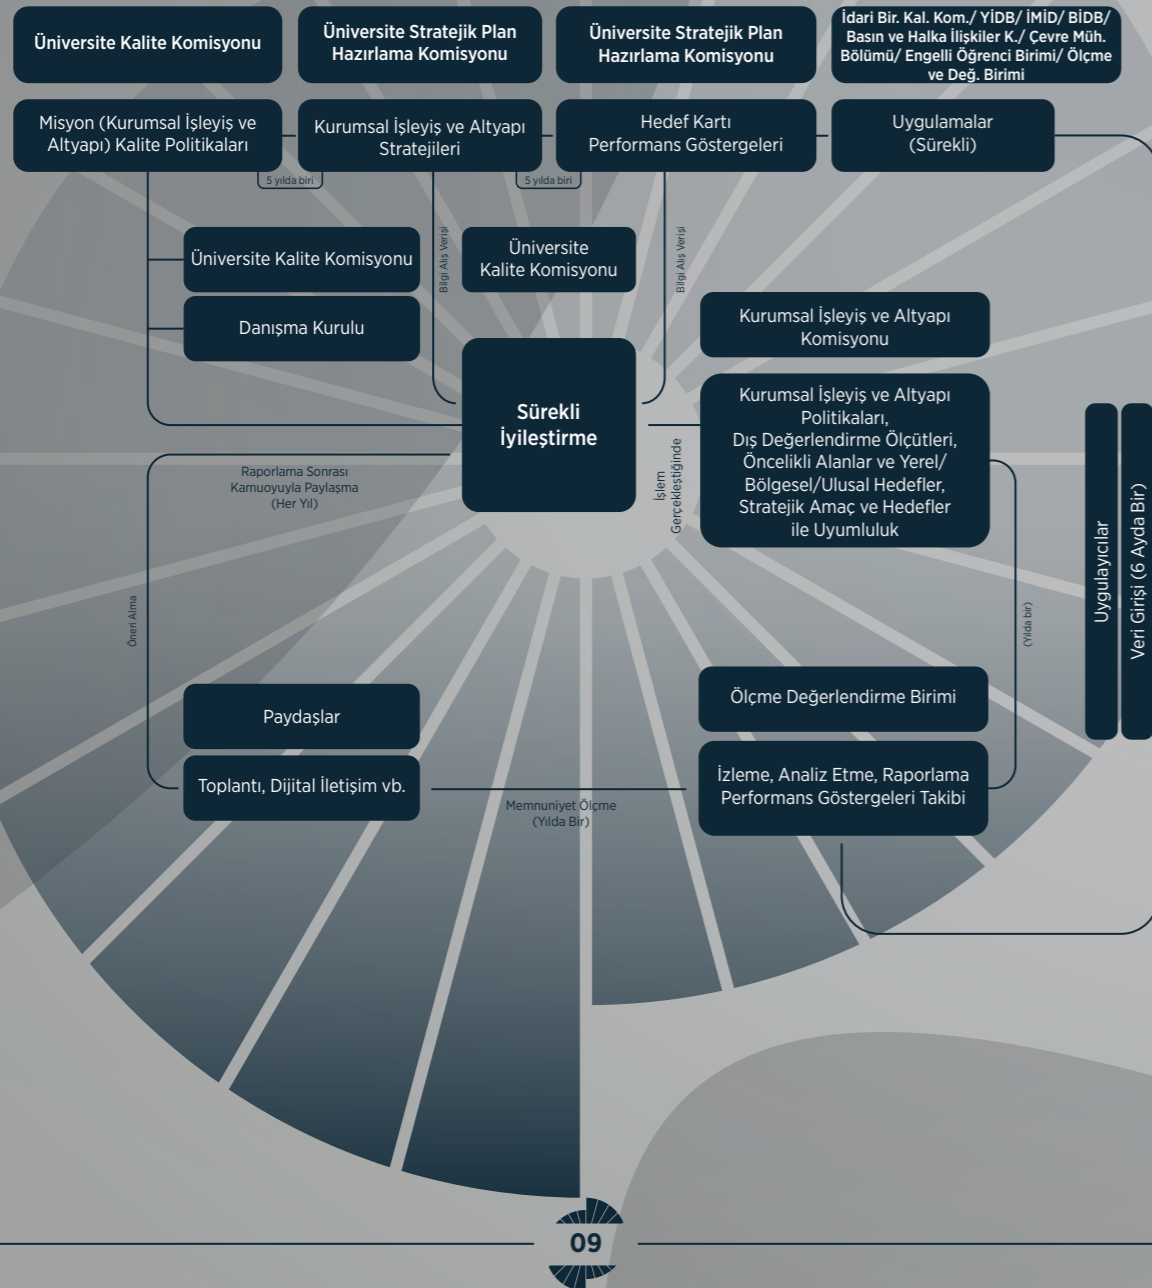 Üniversite Kalite Komisyonu
Üniversite Stratejik Plan
Hazırlama Komisyonu
Üniversite Stratejik Plan
Hazırlama Komisyonu
İdari Bir. Kal. Kom./ YİDB/ İMİD/ BİDB/
Basın ve Halka İlişkiler K./ Çevre Müh.
Bölümü/ Engelli Öğrenci Birimi/ Ölçme
ve Değ. Birimi
Misyon (Kurumsal İşleyiş ve
Altyapı) Kalite Politikaları
Kurumsal İşleyiş ve Altyapı
Stratejileri
Hedef Kartı
Performans Göstergeleri
Uygulamalar
(Sürekli)
5 yılda biri
5 yılda biri
Üniversite Kalite Komisyonu
Danışma Kurulu
Bilgi Alış Verişi
Üniversite
Kalite Komisyonu
Bilgi Alış Verişi
Kurumsal İşleyiş ve Altyapı
Komisyonu
Sürekli
İyileştirme
Kurumsal İşleyiş ve Altyapı
Politikaları,
Dış Değerlendirme Ölçütleri,
Öncelikli Alanlar ve Yerel/
Bölgesel/Ulusal Hedefler,
Stratejik Amaç ve Hedefler
ile Uyumluluk
İşlem
Gerçekleştiğinde
Raporlama Sonrası
Kamuoyuyla Paylaşma
(Her Yıl)
Öneri Alma
(Yılda bir)
Uygulayıcılar
Veri Girişi (6 Ayda Bir)
Paydaşlar
Toplantı, Dijital İletişim vb.
Memnuniyet Ölçme
(Yılda Bir)
Ölçme Değerlendirme Birimi
İzleme, Analiz Etme, Raporlama
Performans Göstergeleri Takibi
09